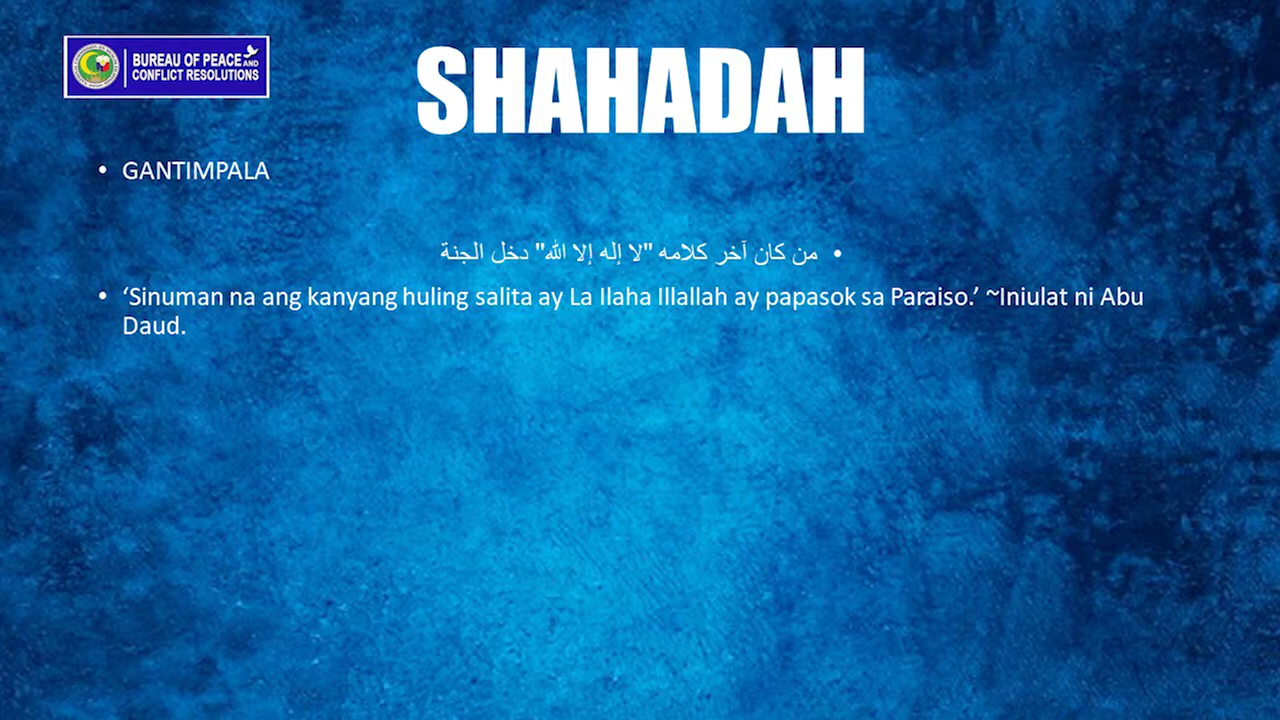 BUREAU OF PEACE AND
CONFLICT RESOLUTIONS
SHAHADAH
• GANTIMPALA
• من كان آخر كلامه "لا إله إلا الله" دخل الجنة
• ‘Sinuman na ang kanyang huling salita ay La Ilaha Illallah ay papasok sa Paraiso.’ ~Iniulat ni Abu
Daud.